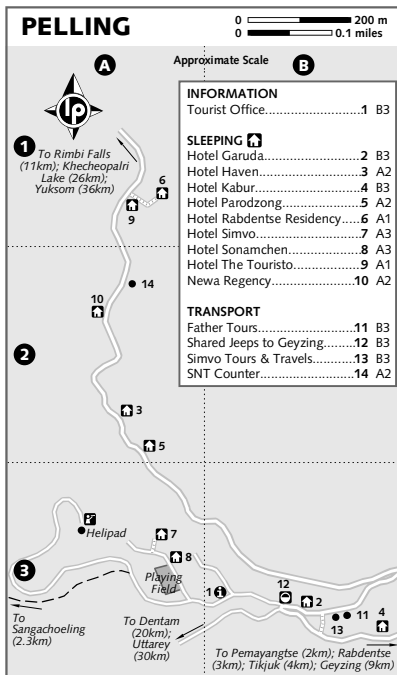 PELLING
0 200 m
0 0.1 miles
Approximate Scale
A
B
lp
1
To Rimbi Falls
(11km); Khecheopalri
Lake (26km);
Yuksom (36km)
6
9
INFORMATION
Tourist Office...................1 B3
SLEEPING
Hotel Garuda....................2 B3
Hotel Haven.....................3 A2
Hotel Kabur.....................4 B3
Hotel Parodzong.................5 A2
Hotel Rabdentse Residency.......6 A1
Hotel Simvo.....................7 A3
Hotel Sonamchen.................8 A3
Hotel The Touristo..............9 A1
Newa Regency...................10 A2
TRANSPORT
Father Tours...................11 B3
Shared Jeeps to Geyzing........12 B3
Simvo Tours & Travels..........13 B3
SNT Counter....................14 A2
14
10
2
3
5
Helipad
7
8
3
Playing
Field
1
12
2
11
4
13
To
Sangachoeling
(2.3km)
To Dentam
(20km);
Uttarey
(30km)
To Pemayangtse (2km); Rabdentse
(3km); Tikjuk (4km); Geyzing (9km)